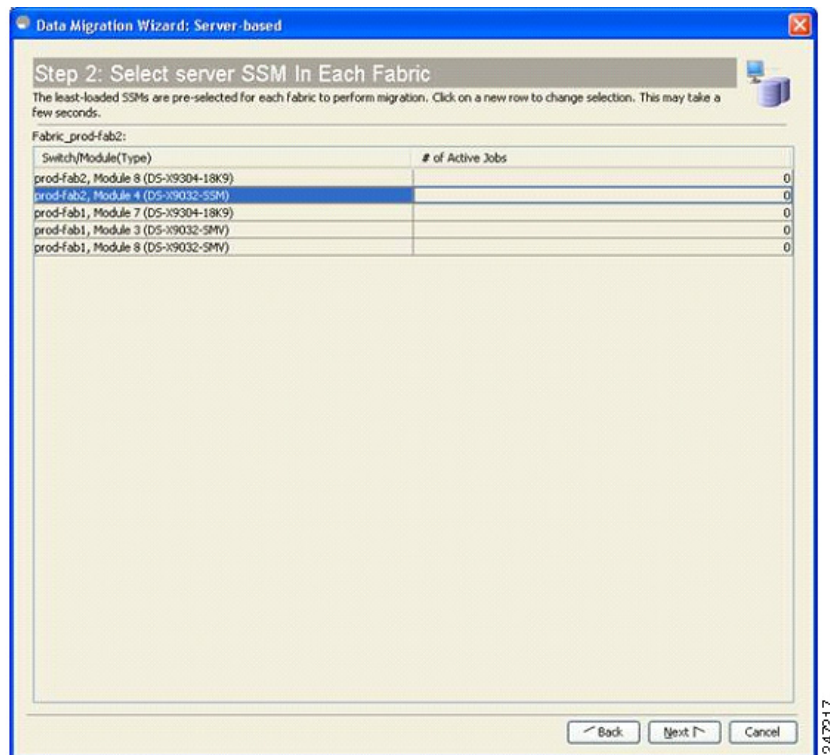 Data Migration Wizard: Server-based
Step 2: Select server SSM In Each Fabric
The least-loaded SSMs are pre-selected for each fabric to perform migration. Click on a new row to change selection. This may take a
few seconds.
Fabric_prod-fab2:
Switch/Module(Type) # of Active Jobs
prod-fab2, Module 8 (DS-X9304-18K9) 0
prod-fab2, Module 4 (DS-X9032-SSM) 0
prod-fab1, Module 7 (DS-X9304-18K9) 0
prod-fab1, Module 3 (DS-X9032-SMV) 0
prod-fab1, Module 8 (DS-X9032-SMV) 0
Back Next Cancel
247217